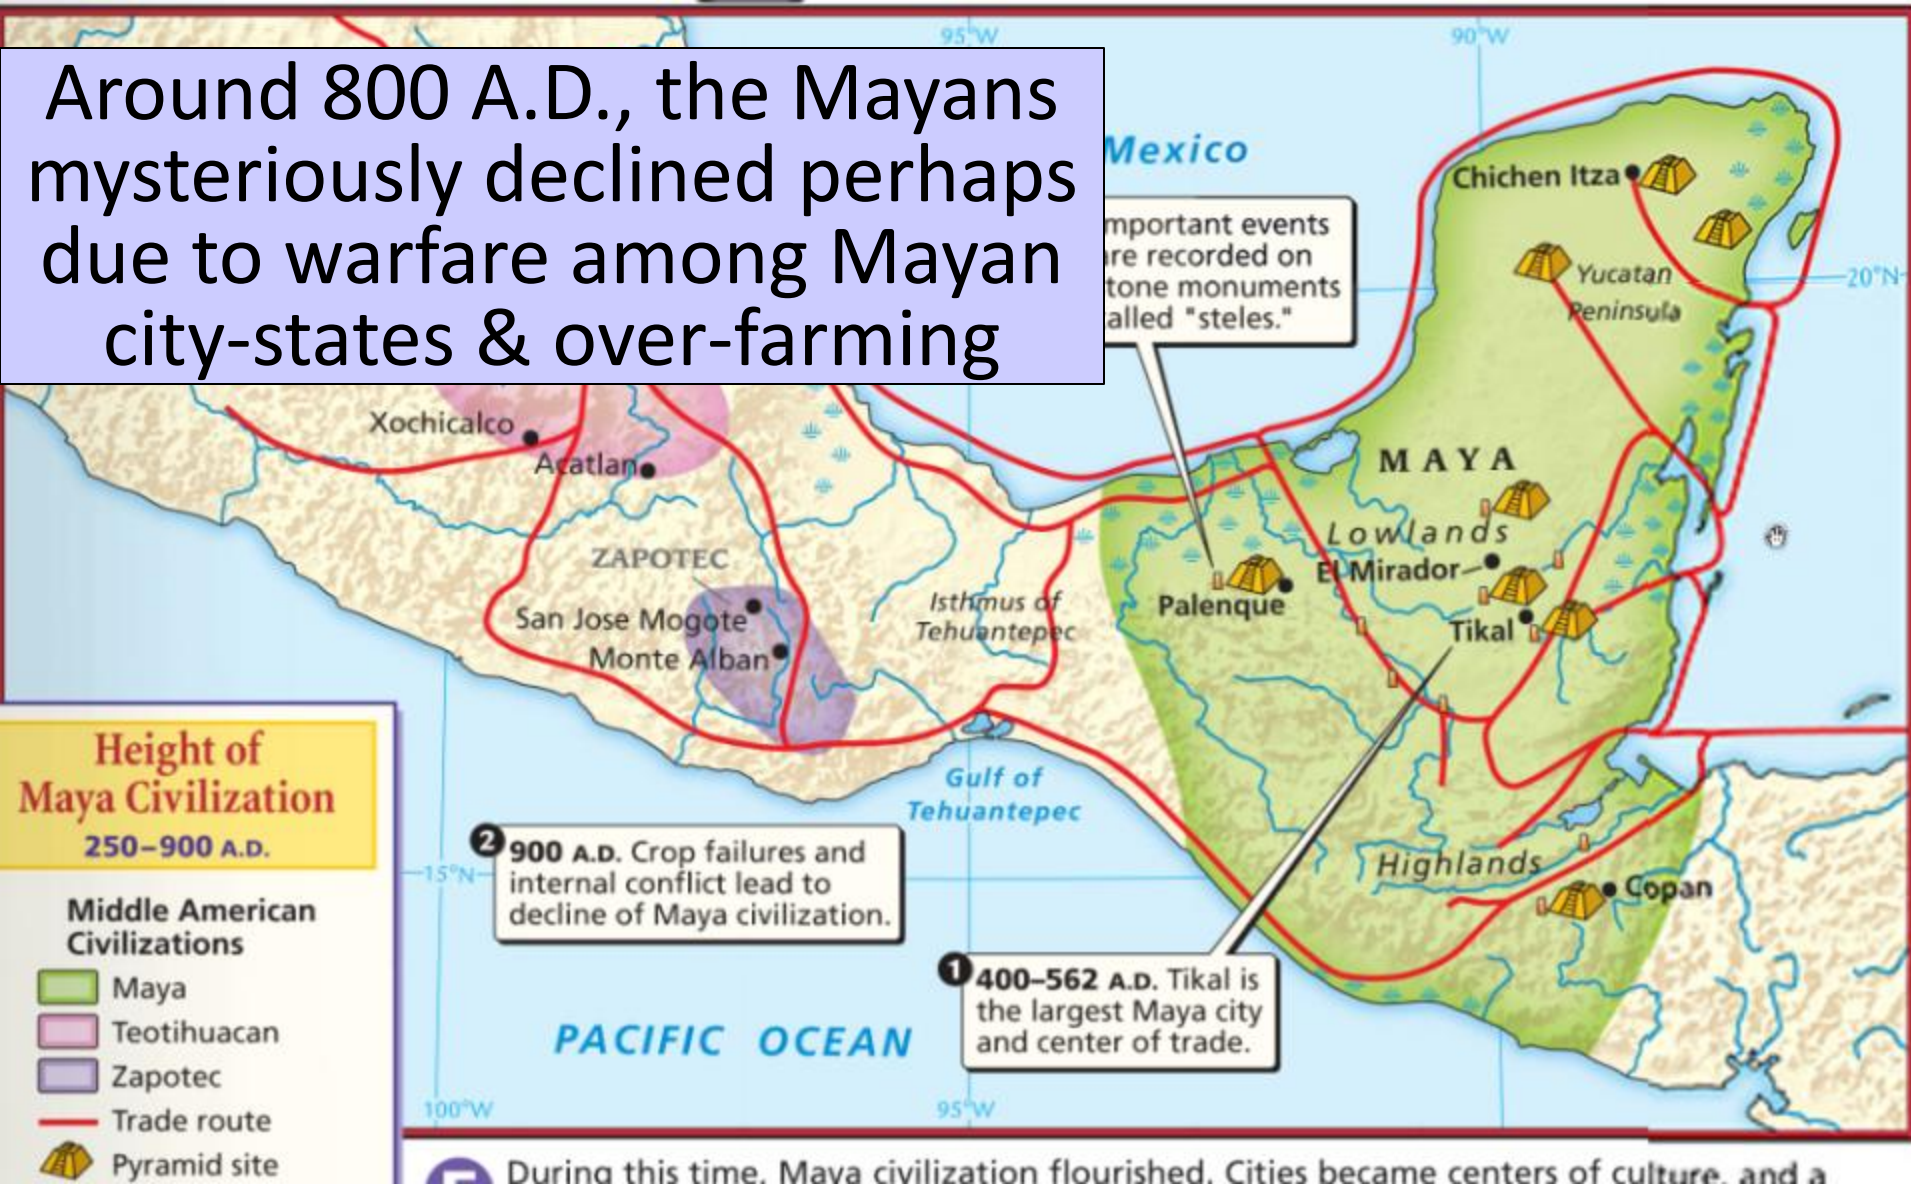 95°W
90°W
Around 800 A.D., the Mayans
mysteriously declined perhaps
due to warfare among Mayan
city-states & over-farming
Mexico
Chichen Itza
mportant events
re recorded on
tone monuments
alled "steles."
Yucatan
Peninsula
20°N
Xochicalco
Acatlan
MAYA
Lowlands
El Mirador
Palenque
Tikal
ZAPOTEC
San Jose Mogote
Monte Alban
Isthmus of
Tehuantepec
Gulf of
Tehuantepec
Highlands
Copan
Height of
Maya Civilization
250–900 A.D.
15°N
2 900 A.D. Crop failures and
internal conflict lead to
decline of Maya civilization.
1 400–562 A.D. Tikal is
the largest Maya city
and center of trade.
PACIFIC OCEAN
100°W
95°W
Middle American
Civilizations
Maya
Teotihuacan
Zapotec
Trade route
Pyramid site
During this time, Maya civilization flourished. Cities became centers of culture, and a